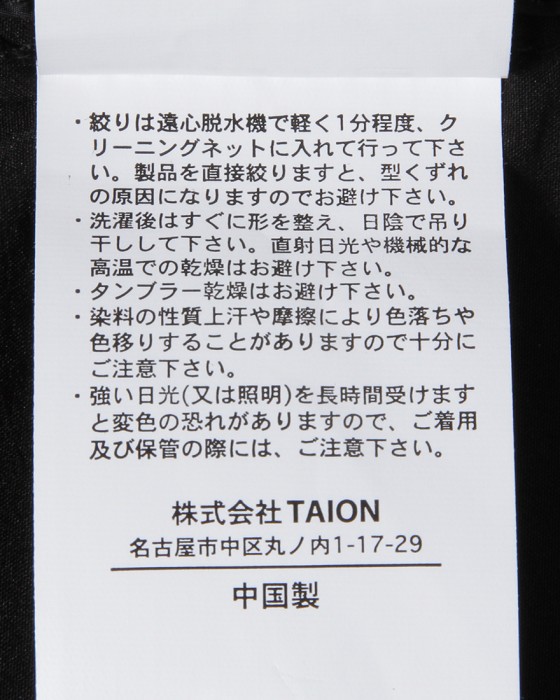 ・絞りは遠心脱水機で軽く1分程度、ク
リーニングネットに入れて行って下さ
い。製品を直接絞りますと、型くずれ
の原因になりますのでお避け下さい。
・洗濯後はすぐに形を整え、日陰で吊り
干しして下さい。直射日光や機械的な
高温での乾燥はお避け下さい。
・タンブラー乾燥はお避け下さい。
・染料の性質上汗や摩擦により色落ちや
色移りすることがありますので十分に
ご注意下さい。
・強い日光(又は照明)を長時間受けます
と変色の恐れがありますので、ご着用
及び保管の際には、ご注意下さい。
株式会社 TAION
名古屋市中区丸ノ内1-17-29
中国製